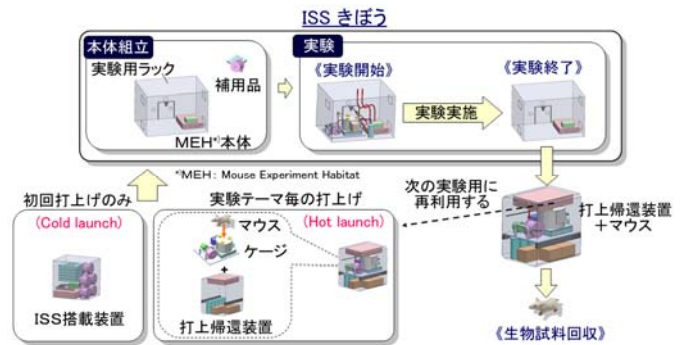 ISS きぼう
本体組立
実験用ラック
補用品
MEH*)本体
実験
《実験開始》
実験実施
《実験終了》
*)MEH: Mouse Experiment Habitat
初回打上げのみ
(Cold launch)
ISS搭載装置
実験テーマ毎の打上げ
(Hot launch)
マウス
ケージ
+
打上帰還装置
次の実験用に
再利用する
打上帰還装置
+マウス
《生物試料回収》